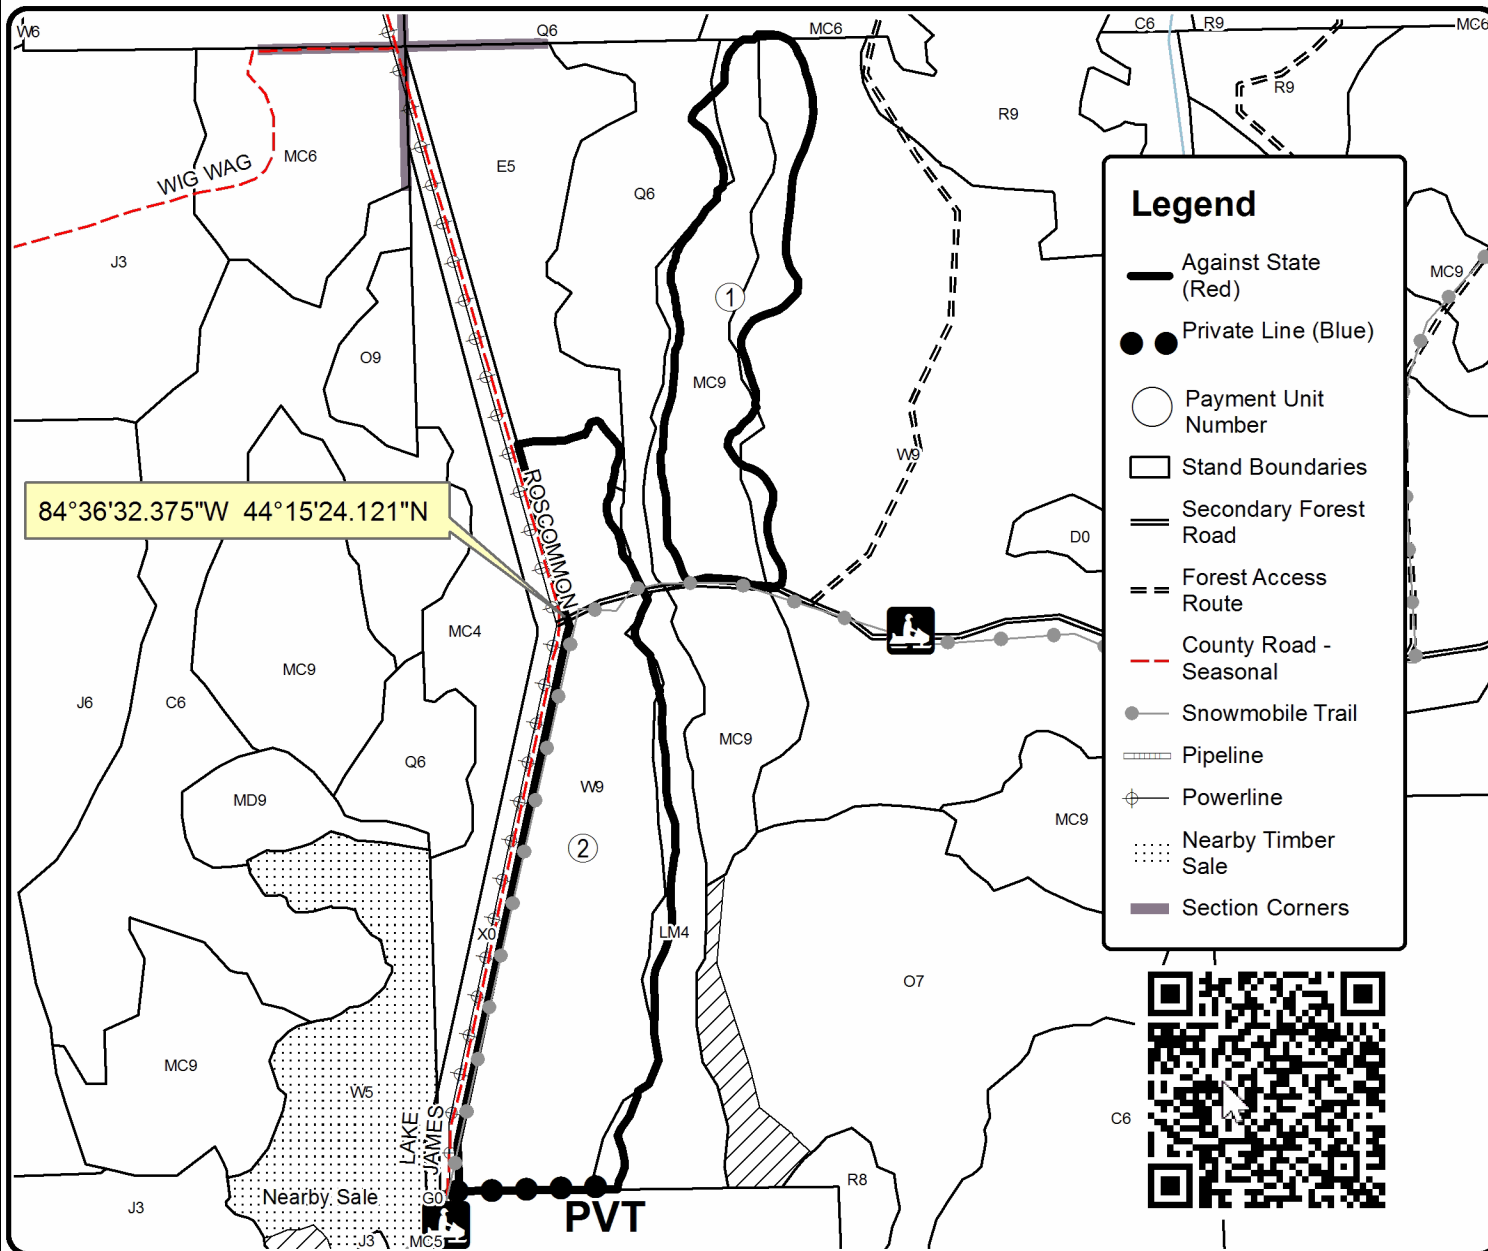 W6
Q6
MC6
C6
R9
MC6
R9
R9
MC6
WIG WAG
E5
Q6
J3
MC9
1
O9
MC9
W9
ROSCOMMON
84°36'32.375"W 44°15'24.121"N
D0
MC4
MC9
J6
C6
MC9
Q6
W9
MD9
MC9
2
X0
LM4
O7
MC9
W5
LAKE
JAMES
C6
R8
Nearby Sale
G0
J3
PVT
J3
MC5
Legend
Against State
(Red)
Private Line (Blue)
Payment Unit
Number
Stand Boundaries
Secondary Forest
Road
Forest Access
Route
County Road -
Seasonal
Snowmobile Trail
Pipeline
Powerline
Nearby Timber
Sale
Section Corners